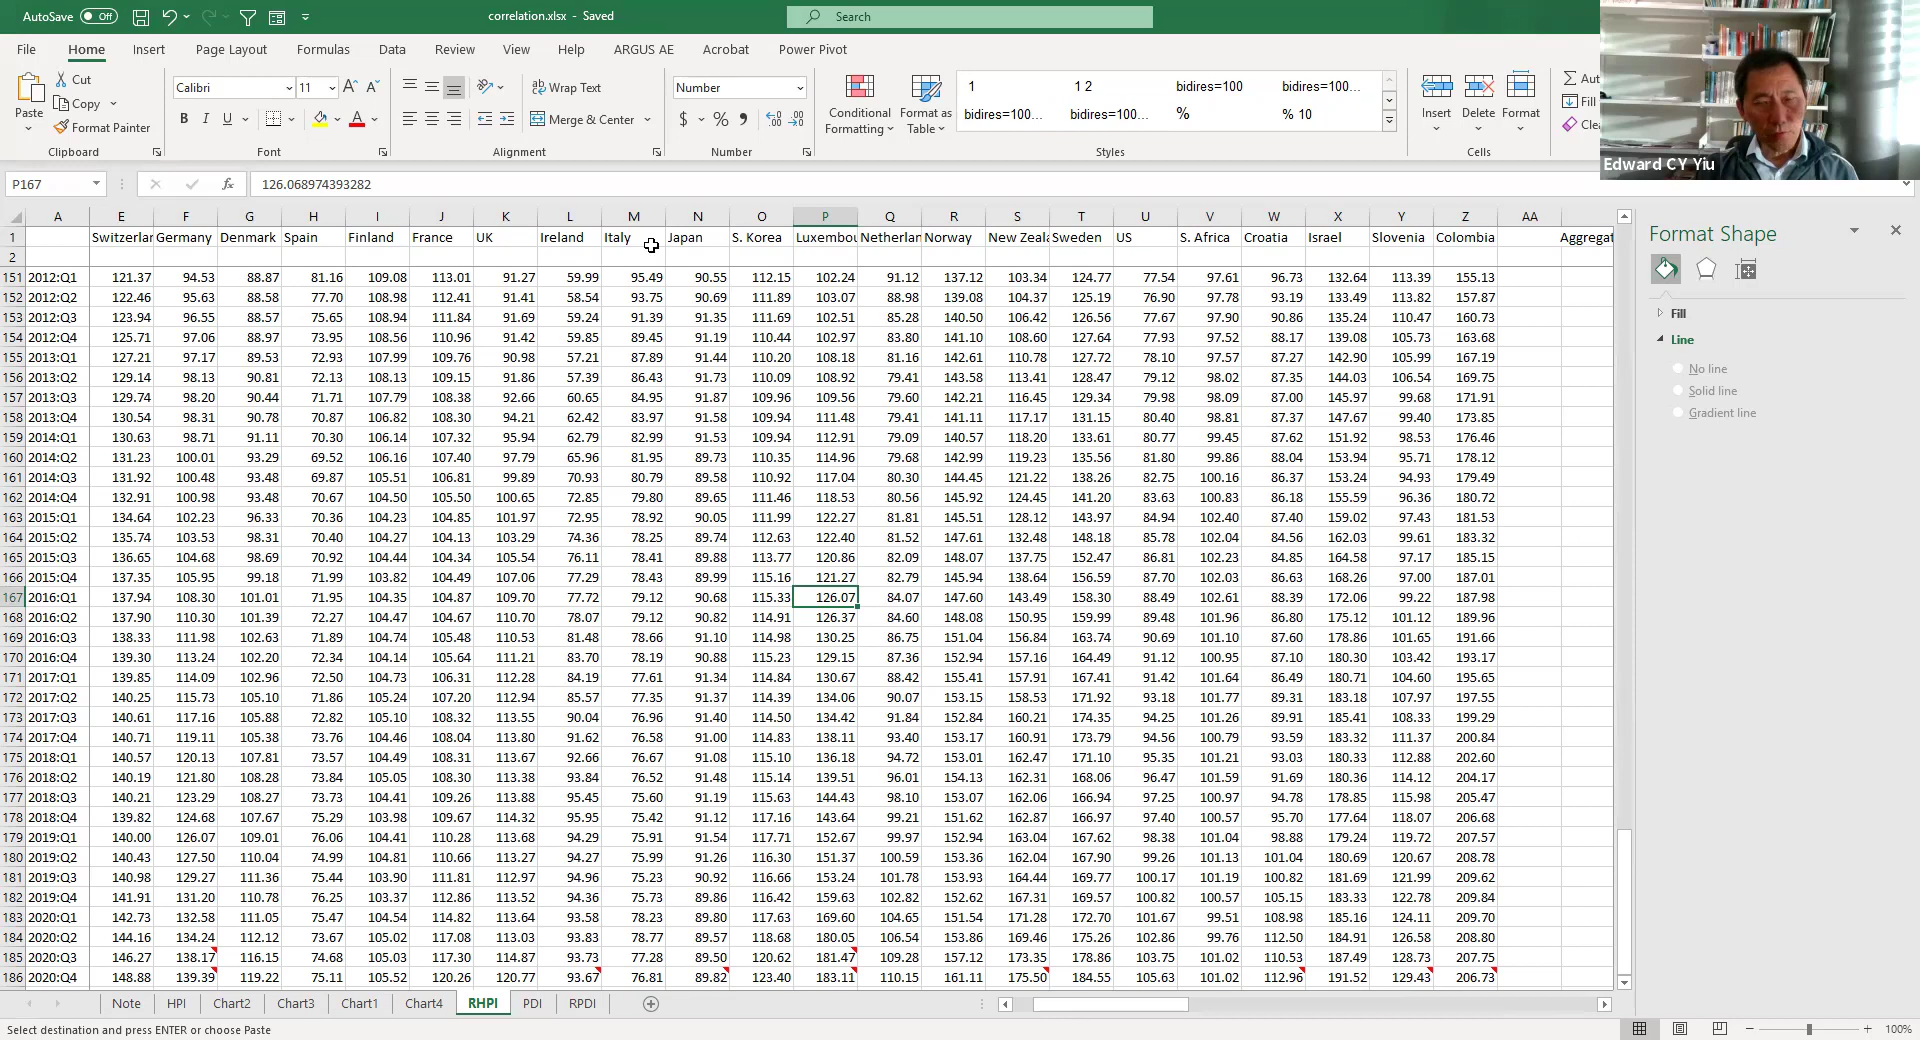 AutoSave Off correlation.xlsx - Saved Search
File Home Insert Page Layout Formulas Data Review View Help ARGUS AE Acrobat Power Pivot
Paste Cut Copy Format Painter Clipboard
Calibri 11 A A B I U A Font
Wrap Text Merge & Center Alignment
Number $ % Number
Conditional Formatting Format as Table
1 1 2 bidires=100 bidires=100...
bidires=100... bidires=100... % % 10
Styles
Insert Delete Format Cells
Aut
Fill
Clea
Edward CY Yiu
P167 fx 126.068974393282
A E F G H I J K L M N O P Q R S T U V W X Y Z AA
1 Switzerlar Germany Denmark Spain Finland France UK Ireland Italy Japan S. Korea Luxembou Netherlan Norway New Zeala Sweden US S. Africa Croatia Israel Slovenia Colombia Aggregat
2
151 2012:Q1 121.37 94.53 88.87 81.16 109.08 113.01 91.27 59.99 95.49 90.55 112.15 102.24 91.12 137.12 103.34 124.77 77.54 97.61 96.73 132.64 113.39 155.13
152 2012:Q2 122.46 95.63 88.58 77.70 108.98 112.41 91.41 58.54 93.75 90.69 111.89 103.07 88.98 139.08 104.37 125.19 76.90 97.78 93.19 133.49 113.82 157.87
153 2012:Q3 123.94 96.55 88.57 75.65 108.94 111.84 91.69 59.24 91.39 91.35 111.69 102.51 85.28 140.50 106.42 126.56 77.67 97.90 90.86 135.24 110.47 160.73
154 2012:Q4 125.71 97.06 88.97 73.95 108.56 110.96 91.42 59.85 89.45 91.19 110.44 102.97 83.80 141.10 108.60 127.64 77.93 97.52 88.17 139.08 105.73 163.68
155 2013:Q1 127.21 97.17 89.53 72.93 107.99 109.76 90.98 57.21 87.89 91.44 110.20 108.18 81.16 142.61 110.78 127.72 78.10 97.57 87.27 142.90 105.99 167.19
156 2013:Q2 129.14 98.13 90.81 72.13 108.13 109.15 91.86 57.39 86.43 91.73 110.09 108.92 79.41 143.58 113.41 128.47 79.12 98.02 87.35 144.03 106.54 169.75
157 2013:Q3 129.74 98.20 90.44 71.71 107.79 108.38 92.66 60.65 84.95 91.87 109.96 109.56 79.60 142.21 116.45 129.34 79.98 98.09 87.00 145.97 99.68 171.91
158 2013:Q4 130.54 98.31 90.78 70.87 106.82 108.30 94.21 62.42 83.97 91.58 109.94 111.48 79.41 141.11 117.17 131.15 80.40 98.81 87.37 147.67 99.40 173.85
159 2014:Q1 130.63 98.71 91.11 70.30 106.14 107.32 95.94 62.79 82.99 91.53 109.94 112.91 79.09 140.57 118.20 133.61 80.77 99.45 87.62 151.92 98.53 176.46
160 2014:Q2 131.23 100.01 93.29 69.52 106.16 107.40 97.79 65.96 81.95 89.73 110.35 114.96 79.68 142.99 119.23 135.56 81.80 99.86 88.04 153.94 95.71 178.12
161 2014:Q3 131.92 100.48 93.48 69.87 105.51 106.81 99.89 70.93 80.79 89.58 110.92 117.04 80.30 144.45 121.22 138.26 82.75 100.16 86.37 153.24 94.93 179.49
162 2014:Q4 132.91 100.98 93.48 70.67 104.50 105.50 100.65 72.85 79.80 89.65 111.46 118.53 80.56 145.92 124.45 141.20 83.63 100.83 86.18 155.59 96.36 180.72
163 2015:Q1 134.64 102.23 96.33 70.36 104.23 104.85 101.97 72.95 78.92 90.05 111.99 122.27 81.81 145.51 128.12 143.97 84.94 102.40 87.40 159.02 97.43 181.53
164 2015:Q2 135.74 103.53 98.31 70.40 104.27 104.13 103.29 74.36 78.25 89.74 112.63 122.40 81.52 147.61 132.48 148.18 85.78 102.04 84.56 162.03 99.61 183.32
165 2015:Q3 136.65 104.68 98.69 70.92 104.44 104.34 105.54 76.11 78.41 89.88 113.77 120.86 82.09 148.07 137.75 152.47 86.81 102.23 84.85 164.58 97.17 185.15
166 2015:Q4 137.35 105.95 99.18 71.99 103.82 104.49 107.06 77.29 78.43 89.99 115.16 121.27 82.79 145.94 138.64 156.59 87.70 102.03 86.63 168.26 97.00 187.01
167 2016:Q1 137.94 108.30 101.01 71.95 104.35 104.87 109.70 77.72 79.12 90.68 115.33 126.07 84.07 147.60 143.49 158.30 88.49 102.61 88.39 172.06 99.22 187.98
168 2016:Q2 137.90 110.30 101.39 72.27 104.47 104.67 110.70 78.07 79.12 90.82 114.91 126.37 84.60 148.08 150.95 159.99 89.48 101.96 86.80 175.12 101.12 189.96
169 2016:Q3 138.33 111.98 102.63 71.89 104.74 105.48 110.53 81.48 78.66 91.10 114.98 130.25 86.75 151.04 156.84 163.74 90.69 101.10 87.60 178.86 101.65 191.66
170 2016:Q4 139.30 113.24 102.20 72.34 104.14 105.64 111.21 83.70 78.19 90.88 115.23 129.15 87.36 152.94 157.16 164.49 91.12 100.95 87.10 180.30 103.42 193.17
171 2017:Q1 139.85 114.09 102.96 72.50 104.73 106.31 112.28 84.19 77.61 91.34 114.84 130.67 88.42 155.41 157.91 167.41 91.42 101.64 86.49 180.71 104.60 195.65
172 2017:Q2 140.25 115.73 105.10 71.86 105.24 107.20 112.94 85.57 77.35 91.37 114.39 134.06 90.07 153.15 158.53 171.92 93.18 101.77 89.31 183.18 107.97 197.55
173 2017:Q3 140.61 117.16 105.88 72.82 105.10 108.32 113.55 90.04 76.96 91.40 114.50 134.42 91.84 152.84 160.21 174.35 94.25 101.26 89.91 185.41 108.33 199.29
174 2017:Q4 140.71 119.11 105.38 73.76 104.46 108.04 113.80 91.62 76.58 91.00 114.83 138.11 93.40 153.17 160.91 173.79 94.56 100.79 93.59 183.32 111.37 200.84
175 2018:Q1 140.57 120.13 107.81 73.57 104.49 108.31 113.67 92.66 76.67 91.08 115.10 136.18 94.72 153.01 162.47 171.10 95.35 101.21 93.03 180.33 112.88 202.60
176 2018:Q2 140.19 121.80 108.28 73.84 105.05 108.30 113.38 93.84 76.52 91.48 115.14 139.51 96.01 154.13 162.31 168.06 96.47 101.59 91.69 180.36 114.12 204.17
177 2018:Q3 140.21 123.29 108.27 73.73 104.41 109.26 113.88 95.45 75.60 91.19 115.63 144.43 98.10 153.07 162.06 166.94 97.25 100.97 94.78 178.85 115.98 205.47
178 2018:Q4 139.82 124.68 107.67 75.29 103.98 109.67 114.32 95.95 75.42 91.12 117.16 143.64 99.21 151.62 162.87 166.97 97.40 100.57 95.70 177.64 118.07 206.68
179 2019:Q1 140.00 126.07 109.01 76.06 104.41 110.28 113.68 94.29 75.91 91.54 117.71 152.67 99.97 152.94 163.04 167.62 98.38 101.04 98.88 179.24 119.72 207.57
180 2019:Q2 140.43 127.50 110.04 74.99 104.81 110.66 113.27 94.27 75.99 91.26 116.30 151.37 100.59 153.36 162.04 167.90 99.26 101.13 101.04 180.69 120.67 208.78
181 2019:Q3 140.98 129.27 111.36 75.44 103.90 111.81 112.97 94.96 75.23 90.92 116.66 153.24 101.78 153.93 164.44 169.77 100.17 101.19 100.82 181.69 121.99 209.62
182 2019:Q4 141.91 131.20 110.78 76.25 103.37 112.86 113.52 94.36 75.73 89.86 116.42 159.63 102.82 152.62 167.31 169.57 100.82 100.57 105.15 183.33 122.78 209.84
183 2020:Q1 142.73 132.58 111.05 75.47 104.54 114.82 113.64 93.58 78.23 89.80 117.63 169.60 104.65 151.54 171.28 172.70 101.67 99.51 108.98 185.16 124.11 209.70
184 2020:Q2 144.16 134.24 112.12 73.67 105.02 117.08 113.03 93.83 78.77 89.57 118.68 180.05 106.54 153.86 169.46 175.26 102.86 99.76 112.50 184.91 126.58 208.80
185 2020:Q3 146.27 138.17 116.15 74.68 105.03 117.30 114.87 93.73 77.28 89.50 120.62 181.47 109.28 157.12 173.35 178.86 103.75 101.02 110.53 187.49 128.73 207.75
186 2020:Q4 148.88 139.39 119.22 75.11 105.52 120.26 120.77 93.67 76.81 89.82 123.40 183.11 110.15 161.11 175.50 184.55 105.63 101.02 112.96 191.52 129.43 206.73
Format Shape
Fill
Line
No line
Solid line
Gradient line
Note HPI Chart2 Chart3 Chart1 Chart4 RHPI PDI RPDI
Select destination and press ENTER or choose Paste 100%